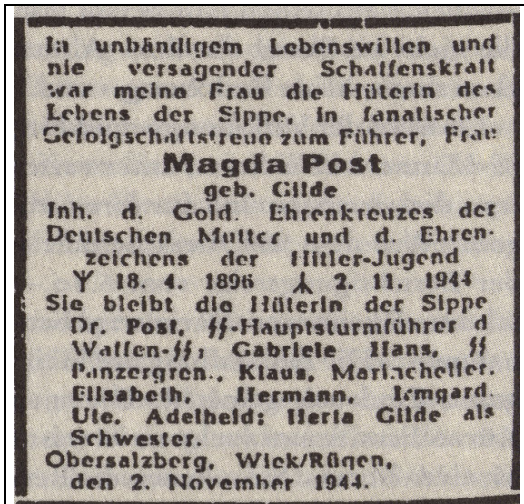 In unbändigem Lebenswillen und
nie versagender Schaffenskraft
war meine Frau die Hüterin des
Lebens der Sippe, in fanatischer
Gefolgschaftstreue zum Führer, Frau
Magda Post
geb. Gilde
Inh. d. Gold. Ehrenkreuzes der
Deutschen Mutter und d. Ehren-
zeichens der Hitler-Jugend
ᛉ 18. 4. 1896 ᛣ 2. 11. 1944
Sie bleibt die Hüterin der Sippe
Dr. Post, ᛋᛋ-Hauptsturmführer d
Waffen-ᛋᛋ; Gabriele Hans, ᛋᛋ
Panzergren., Klaus, Marinehelfer,
Elisabeth, Hermann, Irmgard
Ute, Adelheid; Herta Gilde als
Schwester.
Obersalzberg, Wiek/Rügen,
den 2. November 1944.